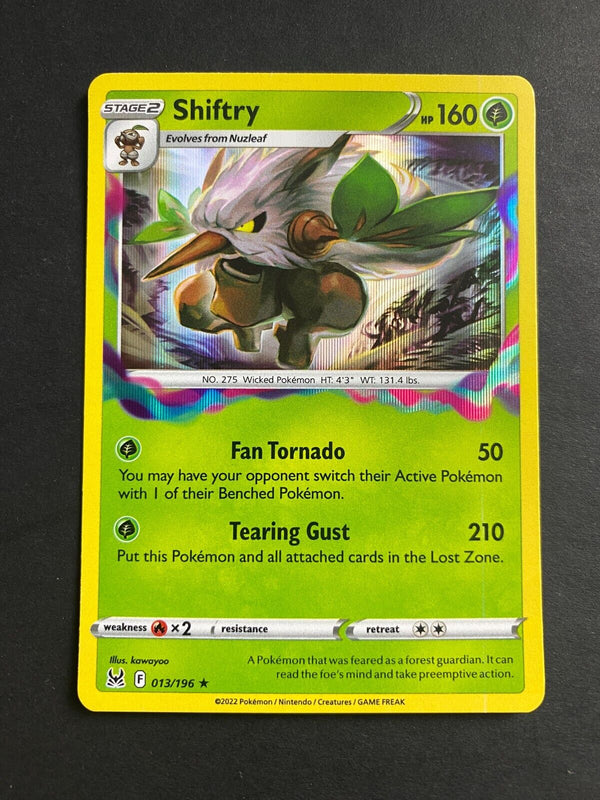 STAGE2 Shiftry HP 160
Evolves from Nuzleaf
NO. 275 Wicked Pokémon HT: 4'3" WT: 131.4 lbs.
Fan Tornado 50
You may have your opponent switch their Active Pokémon
with 1 of their Benched Pokémon.
Tearing Gust 210
Put this Pokémon and all attached cards in the Lost Zone.
weakness ×2 resistance retreat
Illus. kawayoo
A Pokémon that was feared as a forest guardian. It can
read the foe's mind and take preemptive action.
F 013/196 ★
©2022 Pokémon / Nintendo / Creatures / GAME FREAK